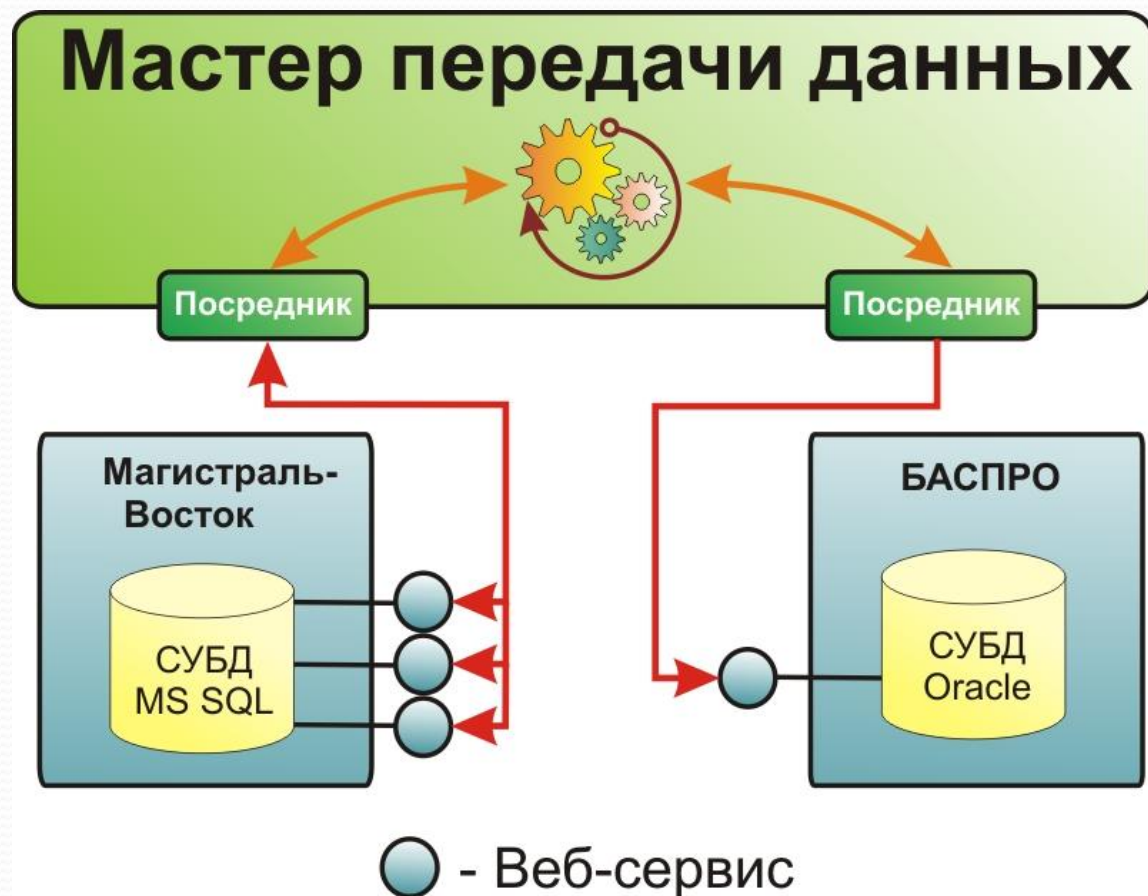 Мастер передачи данных
Посредник
Посредник
Магистраль-
Восток
СУБД
MS SQL
БАСПРО
СУБД
Oracle
- Веб-сервис